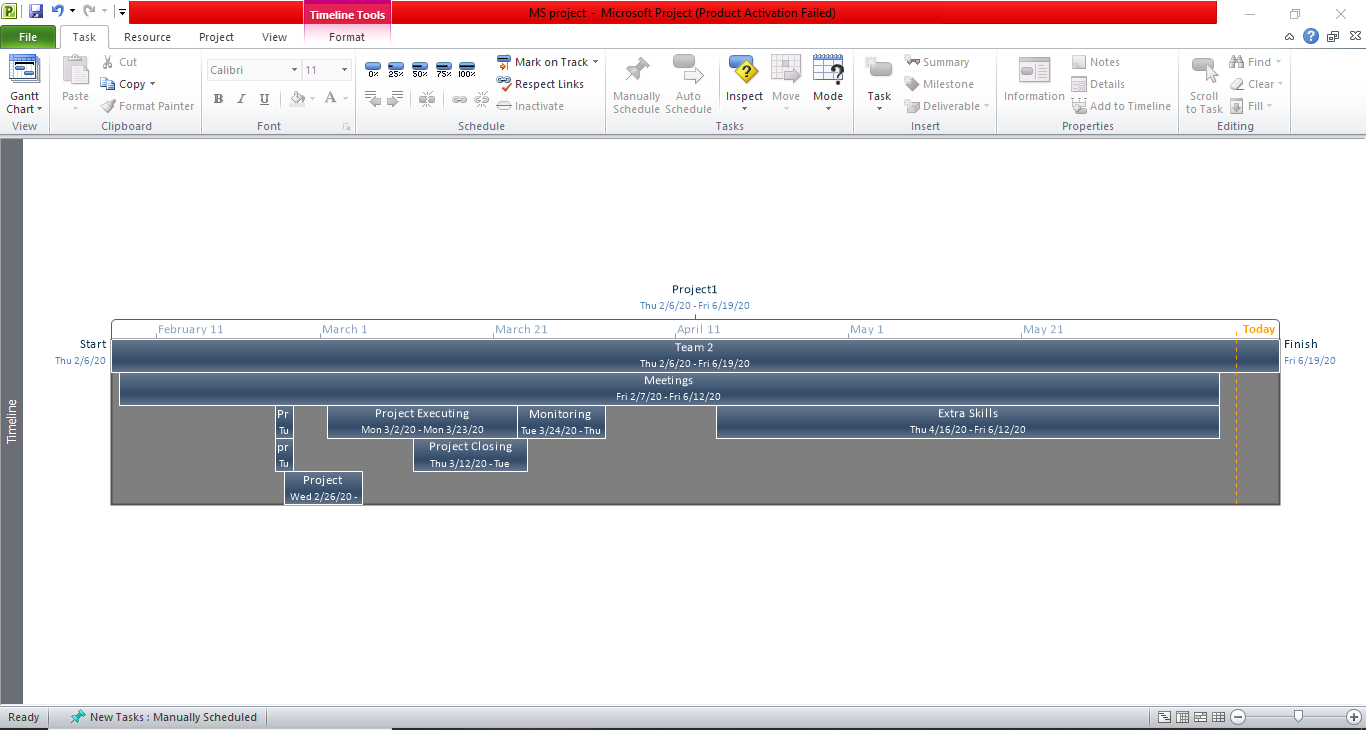 Timeline Tools
MS project - Microsoft Project (Product Activation Failed)
File Task Resource Project View Format
Gantt Chart
View
Paste
Cut
Copy
Format Painter
Clipboard
Calibri 11
B I U A
Font
0% 25% 50% 75% 100%
Mark on Track
Respect Links
Inactivate
Schedule
Manually Schedule
Auto Schedule
Inspect
Move
Mode
Tasks
Task
Summary
Milestone
Deliverable
Insert
Information
Notes
Details
Add to Timeline
Properties
Scroll to Task
Find
Clear
Fill
Editing
Timeline
Project1
Thu 2/6/20 - Fri 6/19/20
February 11 March 1 March 21 April 11 May 1 May 21 Today
Start
Thu 2/6/20
Finish
Fri 6/19/20
Team 2
Thu 2/6/20 - Fri 6/19/20
Meetings
Fri 2/7/20 - Fri 6/12/20
Pr
Tu
Project Executing
Mon 3/2/20 - Mon 3/23/20
Monitoring
Tue 3/24/20 - Thu
Extra Skills
Thu 4/16/20 - Fri 6/12/20
pr
Tu
Project Closing
Thu 3/12/20 - Tue
Project
Wed 2/26/20 -
Ready
New Tasks : Manually Scheduled